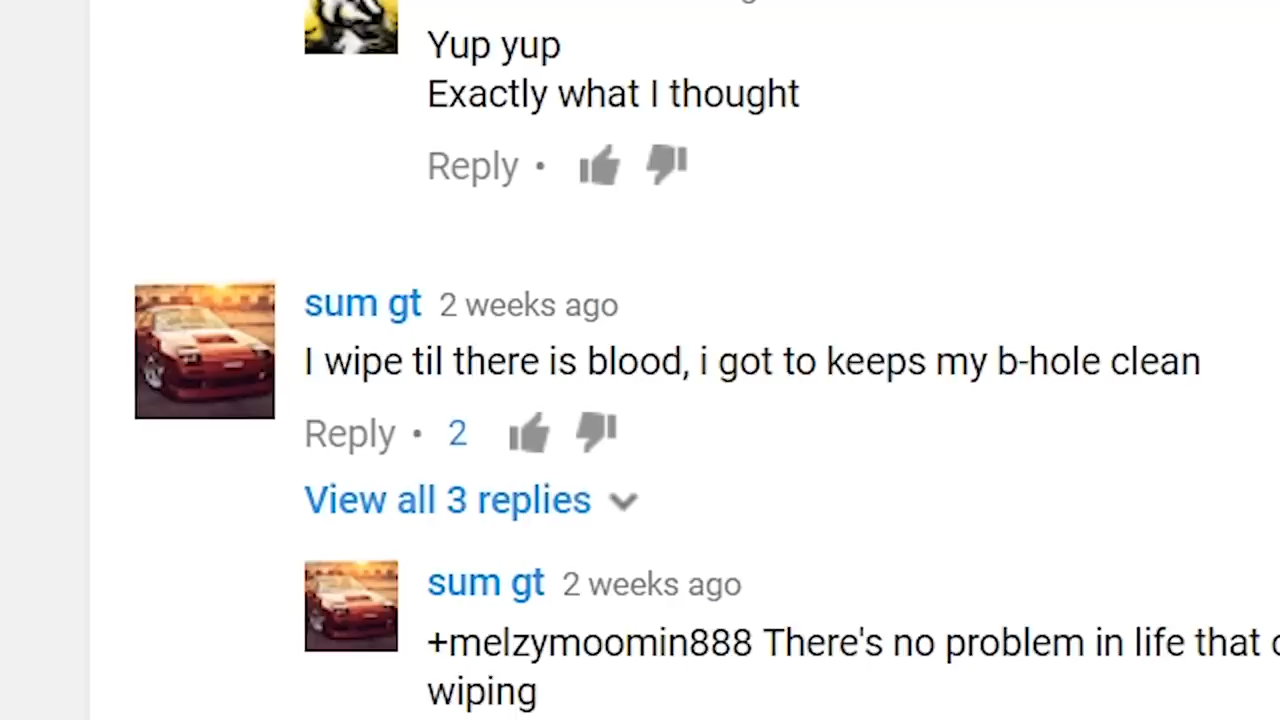 Yup yup
Exactly what I thought
Reply •
sum gt 2 weeks ago
I wipe til there is blood, i got to keeps my b-hole clean
Reply • 2
View all 3 replies
sum gt 2 weeks ago
+melzymoomin888 There's no problem in life that
wiping